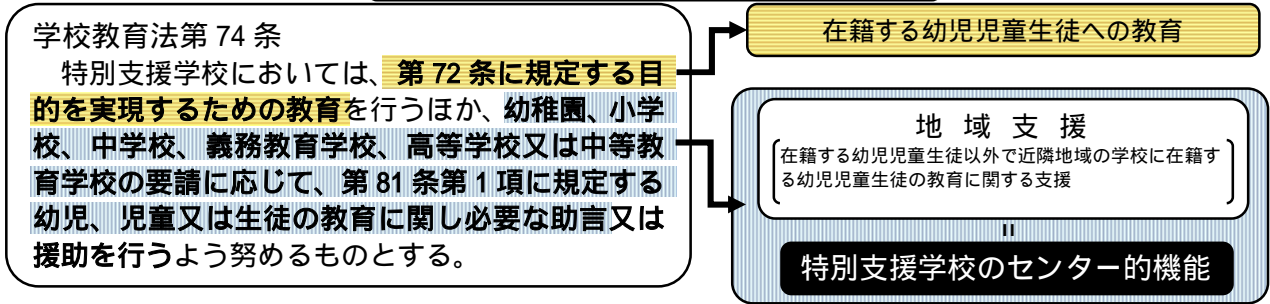 学校教育法第 74 条
特別支援学校においては、第 72 条に規定する目
的を実現するための教育を行うほか、幼稚園、小学
校、中学校、義務教育学校、高等学校又は中等教
育学校の要請に応じて、第 81 条第 1 項に規定する
幼児、児童又は生徒の教育に関し必要な助言又は
援助を行うよう努めるものとする。
在籍する幼児児童生徒への教育
地 域 支 援
在籍する幼児児童生徒以外で近隣地域の学校に在籍す
る幼児児童生徒の教育に関する支援
=
特別支援学校のセンター的機能